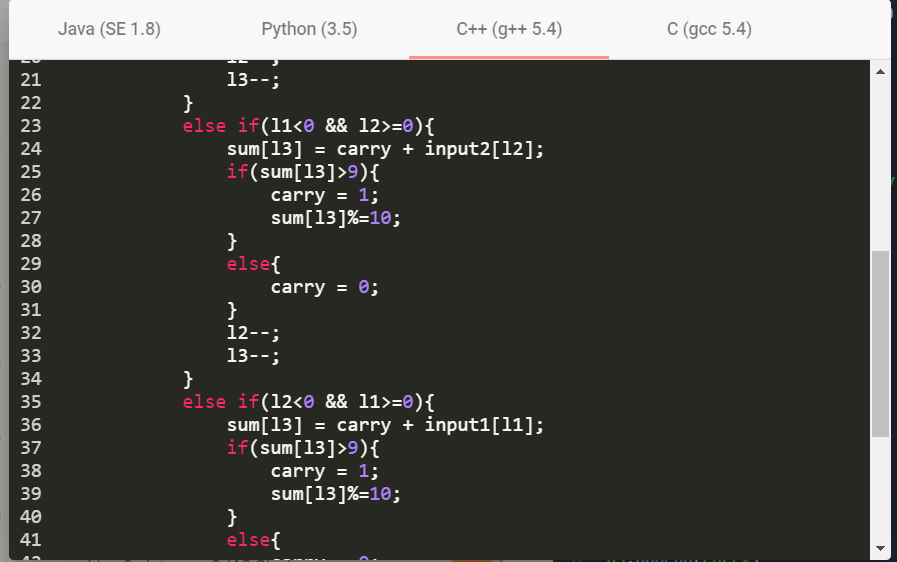 Java (SE 1.8) Python (3.5) C++ (g++ 5.4) C (gcc 5.4)
21 l3--;
22 }
23 else if(l1<0 && l2>=0){
24 sum[l3] = carry + input2[l2];
25 if(sum[l3]>9){
26 carry = 1;
27 sum[l3]%=10;
28 }
29 else{
30 carry = 0;
31 }
32 l2--;
33 l3--;
34 }
35 else if(l2<0 && l1>=0){
36 sum[l3] = carry + input1[l1];
37 if(sum[l3]>9){
38 carry = 1;
39 sum[l3]%=10;
40 }
41 else{